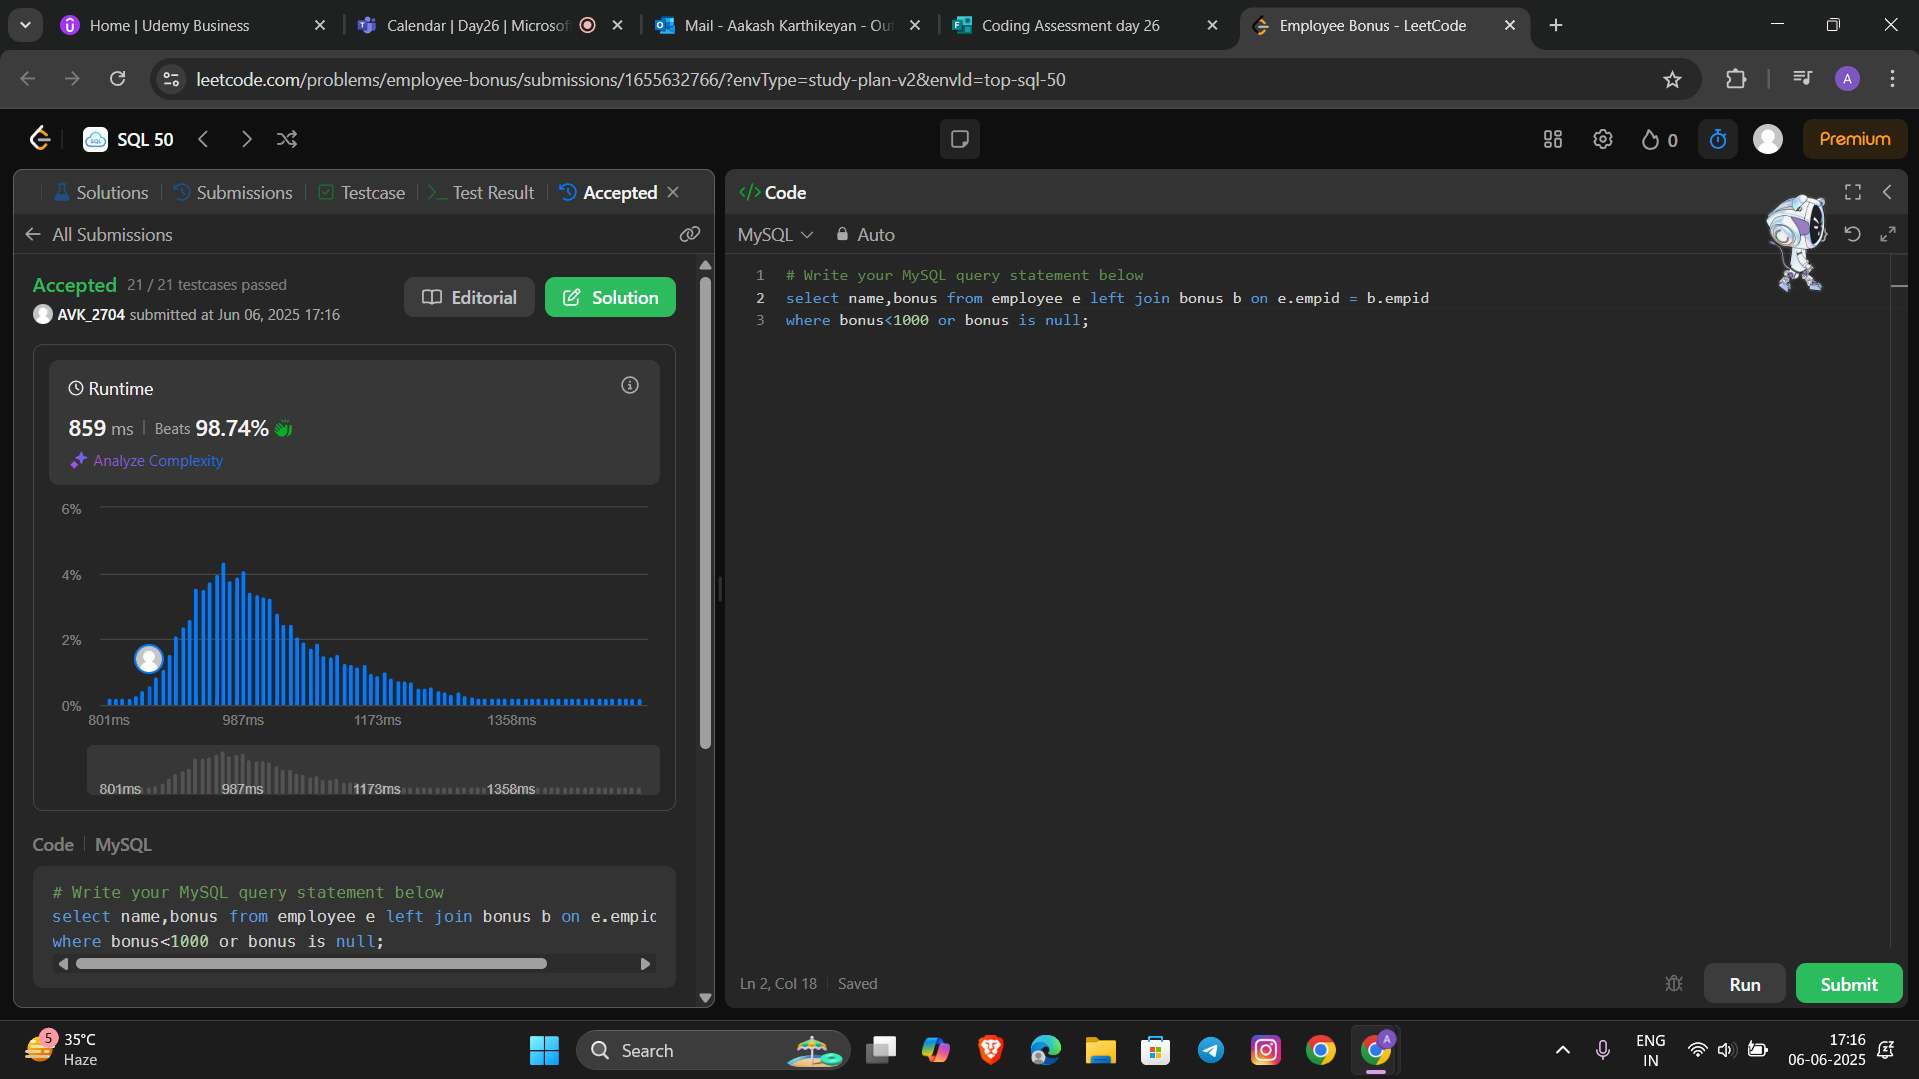 Home | Udemy Business
Calendar | Day26 | Microsof
Mail - Aakash Karthikeyan - Ou
Coding Assessment day 26
Employee Bonus - LeetCode
leetcode.com/problems/employee-bonus/submissions/1655632766/?envType=study-plan-v2&envId=top-sql-50
A
SQL 50
0
Premium
Solutions
Submissions
Testcase
Test Result
Accepted
All Submissions
Accepted 21 / 21 testcases passed
AVK_2704 submitted at Jun 06, 2025 17:16
Editorial
Solution
Runtime
859 ms Beats 98.74%
Analyze Complexity
6%
4%
2%
0%
801ms 987ms 1173ms 1358ms
801ms 987ms 1173ms 1358ms
Code MySQL
# Write your MySQL query statement below
select name,bonus from employee e left join bonus b on e.empid
where bonus<1000 or bonus is null;
</> Code
MySQL Auto
1 # Write your MySQL query statement below
2 select name,bonus from employee e left join bonus b on e.empid = b.empid
3 where bonus<1000 or bonus is null;
Ln 2, Col 18 Saved
Run
Submit
5
35°C
Haze
Search
A
ENG
IN
17:16
06-06-2025